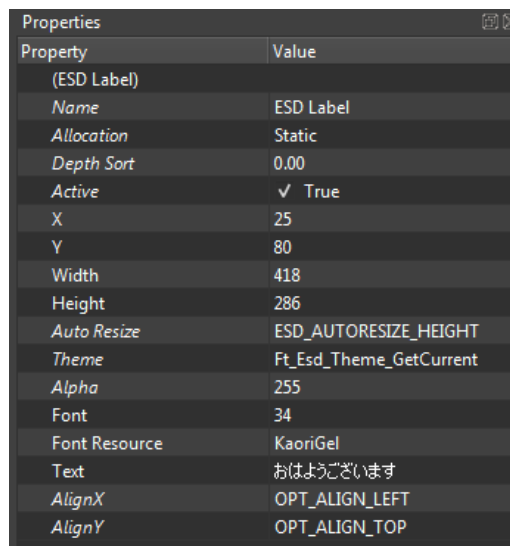 Properties
Property Value
(ESD Label)
Name ESD Label
Allocation Static
Depth Sort 0.00
Active ✓ True
X 25
Y 80
Width 418
Height 286
Auto Resize ESD_AUTORESIZE_HEIGHT
Theme Ft_Esd_Theme_GetCurrent
Alpha 255
Font 34
Font Resource KaoriGel
Text おはようございます
AlignX OPT_ALIGN_LEFT
AlignY OPT_ALIGN_TOP